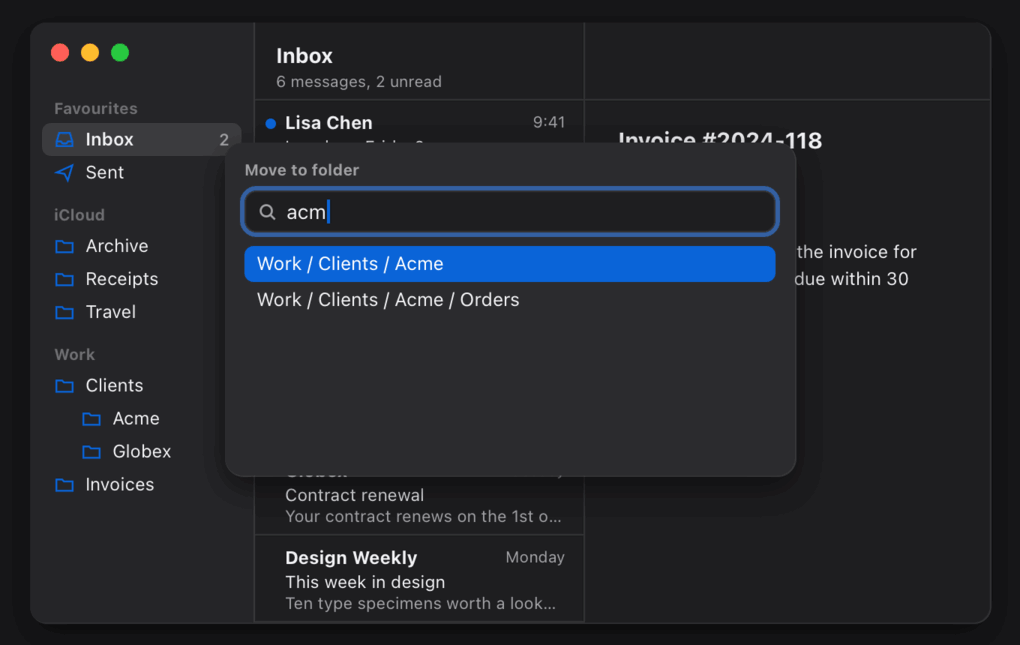 Favourites
Inbox 2
Sent
iCloud
Archive
Receipts
Travel
Work
Clients
Acme
Globex
Invoices
Inbox
6 messages, 2 unread
Lisa Chen 9:41
Move to folder
acm
Work / Clients / Acme
Work / Clients / Acme / Orders
Contract renewal
Your contract renews on the 1st o…
Design Weekly Monday
This week in design
Ten type specimens worth a look…
Invoice #2024-118
the invoice for
due within 30